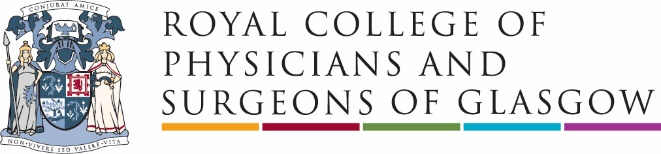 CONJURAT AMICE
ROYAL COLLEGE OF
PHYSICIANS AND
SURGEONS OF GLASGOW
NON·VIVERE SED VALERE·VITA